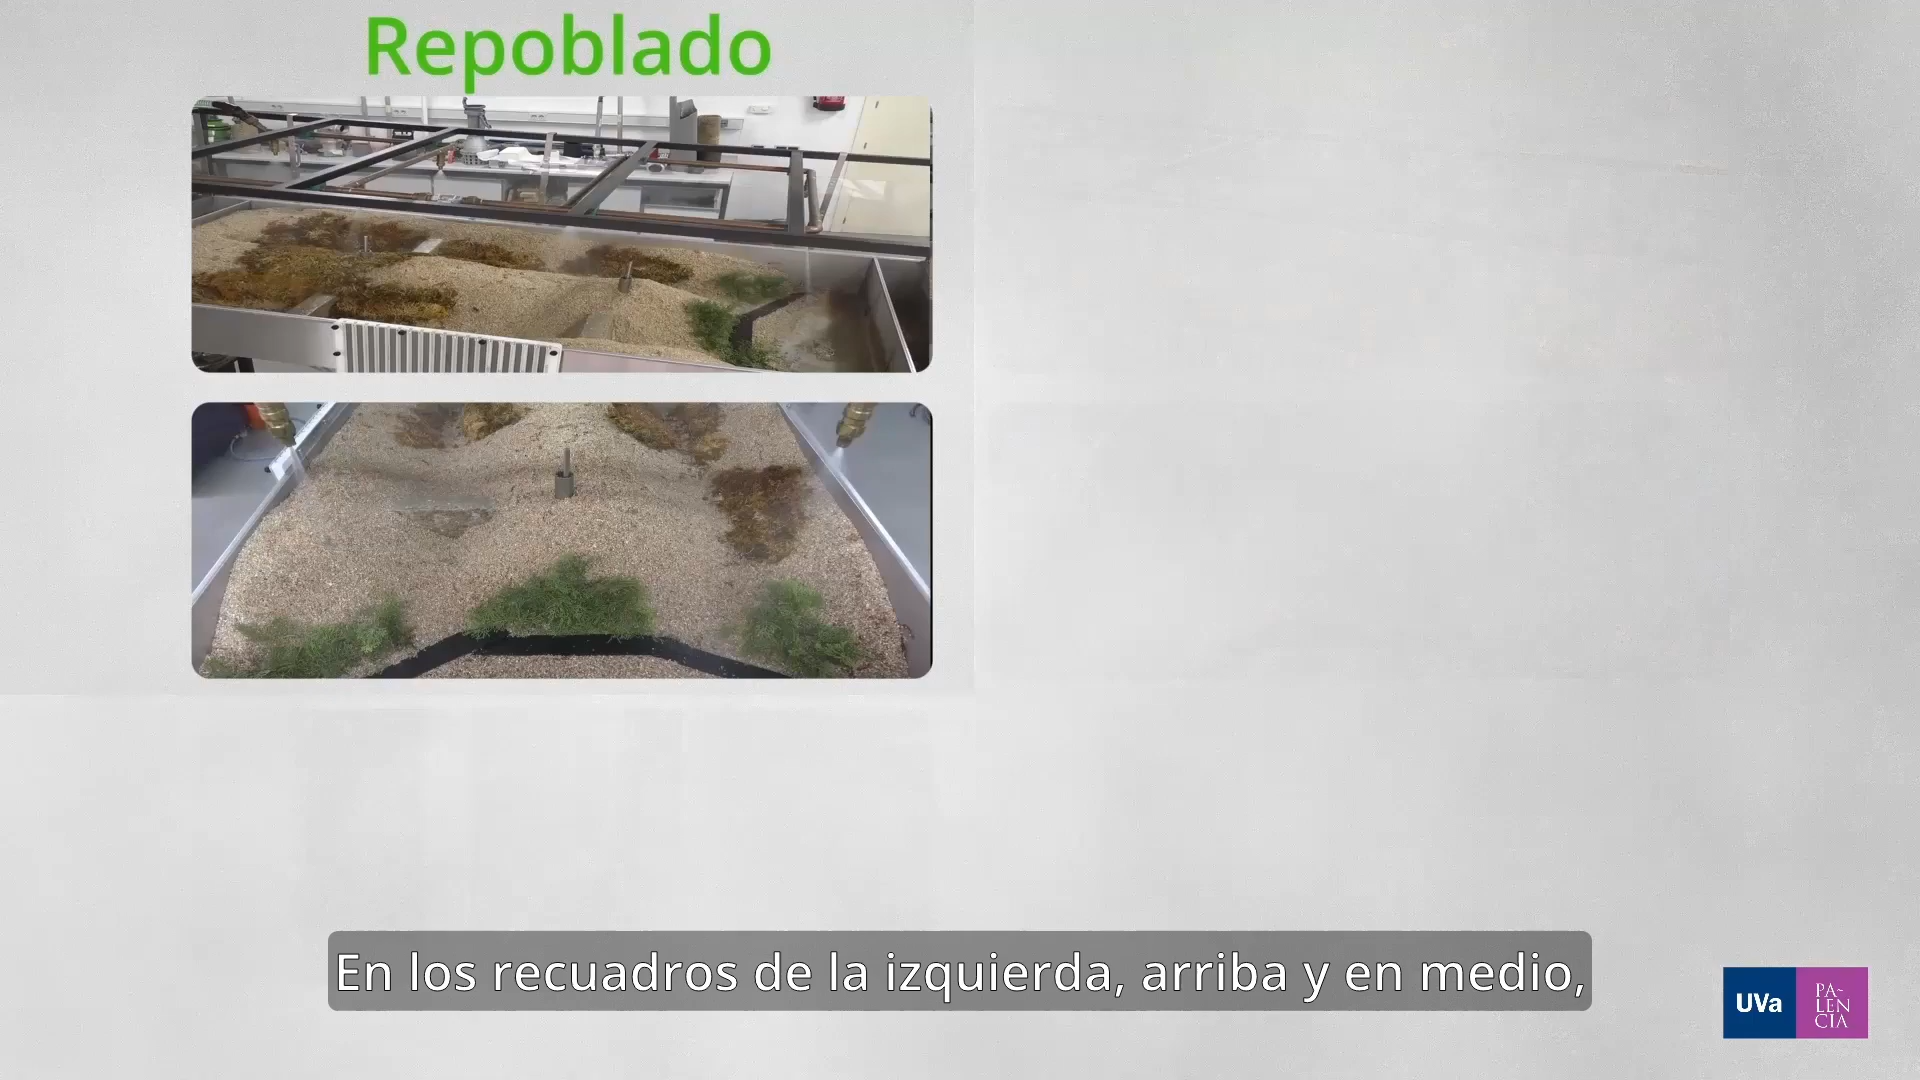 Repoblado
En los recuadros de la izquierda, arriba y en medio,
UVa
PA~
LEN
CIA